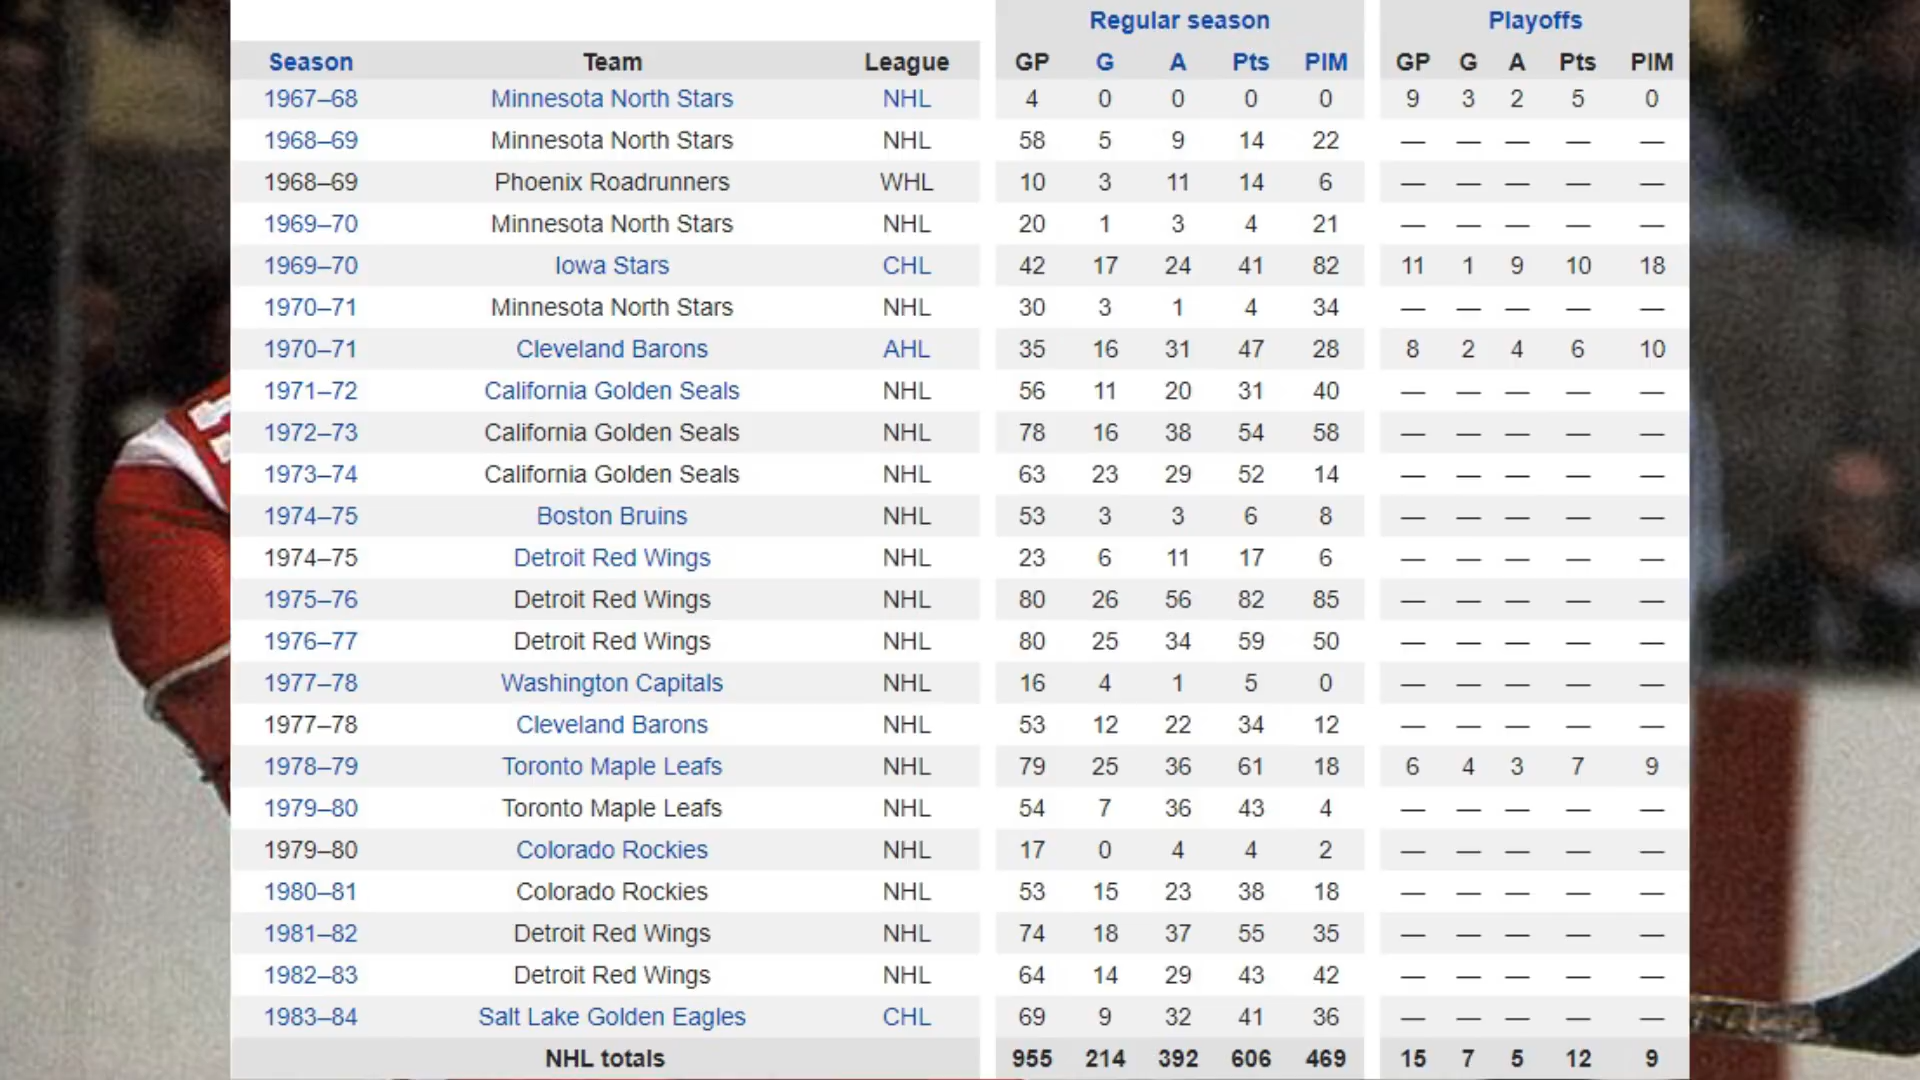 Regular season Playoffs
Season Team League GP G A Pts PIM GP G A Pts PIM
1967–68 Minnesota North Stars NHL 4 0 0 0 0 9 3 2 5 0
1968–69 Minnesota North Stars NHL 58 5 9 14 22 — — — — —
1968–69 Phoenix Roadrunners WHL 10 3 11 14 6 — — — — —
1969–70 Minnesota North Stars NHL 20 1 3 4 21 — — — — —
1969–70 Iowa Stars CHL 42 17 24 41 82 11 1 9 10 18
1970–71 Minnesota North Stars NHL 30 3 1 4 34 — — — — —
1970–71 Cleveland Barons AHL 35 16 31 47 28 8 2 4 6 10
1971–72 California Golden Seals NHL 56 11 20 31 40 — — — — —
1972–73 California Golden Seals NHL 78 16 38 54 58 — — — — —
1973–74 California Golden Seals NHL 63 23 29 52 14 — — — — —
1974–75 Boston Bruins NHL 53 3 3 6 8 — — — — —
1974–75 Detroit Red Wings NHL 23 6 11 17 6 — — — — —
1975–76 Detroit Red Wings NHL 80 26 56 82 85 — — — — —
1976–77 Detroit Red Wings NHL 80 25 34 59 50 — — — — —
1977–78 Washington Capitals NHL 16 4 1 5 0 — — — — —
1977–78 Cleveland Barons NHL 53 12 22 34 12 — — — — —
1978–79 Toronto Maple Leafs NHL 79 25 36 61 18 6 4 3 7 9
1979–80 Toronto Maple Leafs NHL 54 7 36 43 4 — — — — —
1979–80 Colorado Rockies NHL 17 0 4 4 2 — — — — —
1980–81 Colorado Rockies NHL 53 15 23 38 18 — — — — —
1981–82 Detroit Red Wings NHL 74 18 37 55 35 — — — — —
1982–83 Detroit Red Wings NHL 64 14 29 43 42 — — — — —
1983–84 Salt Lake Golden Eagles CHL 69 9 32 41 36 — — — — —
NHL totals 955 214 392 606 469 15 7 5 12 9